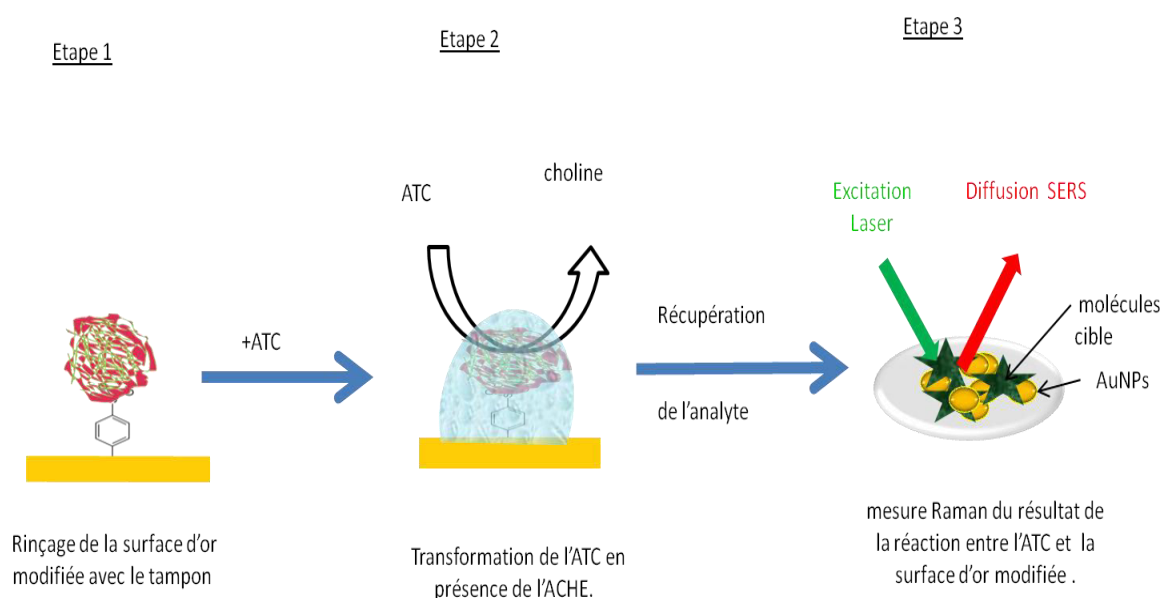 Etape 1
Etape 2
Etape 3
ATC
choline
Excitation
Laser
Diffusion SERS
+ATC
Récupération
de l'analyte
molécules
cible
AuNPs
Rinçage de la surface d'or
modifiée avec le tampon
Transformation de l'ATC en
présence de l'ACHE.
mesure Raman du résultat de
la réaction entre l'ATC et la
surface d'or modifiée .